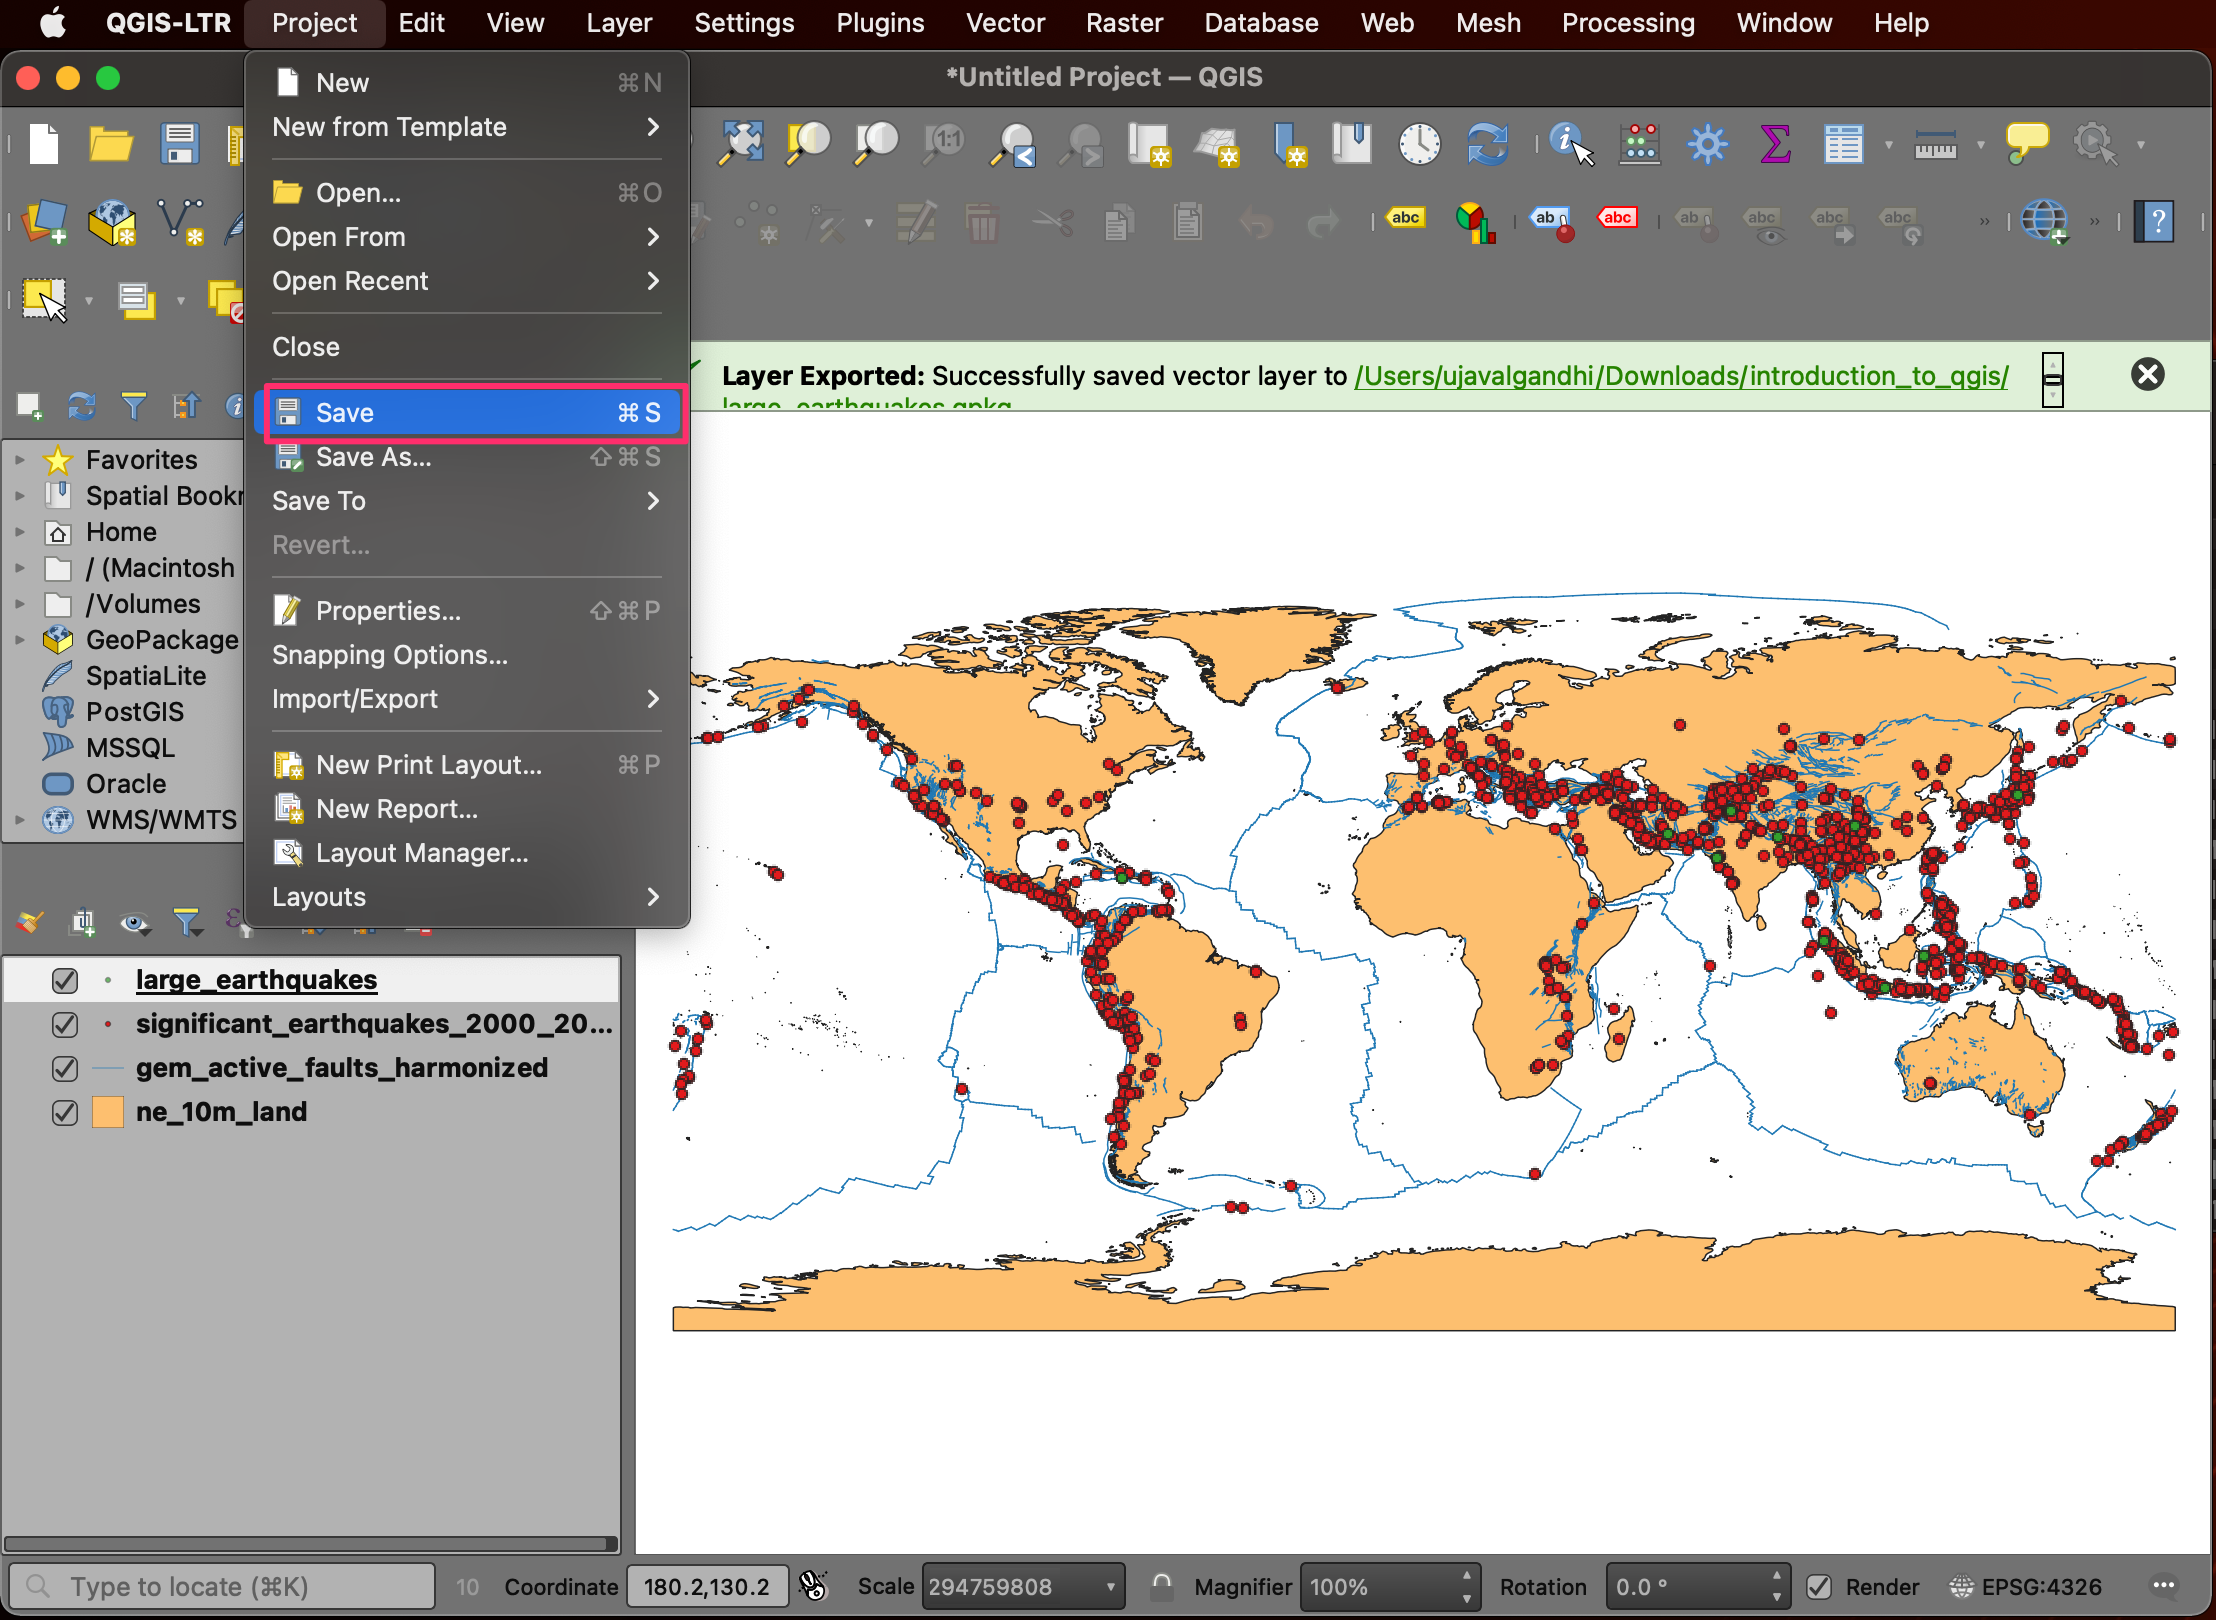 QGIS-LTR Project Edit View Layer Settings Plugins Vector Raster Database Web Mesh Processing Window Help
*Untitled Project — QGIS
New ⌘N
New from Template
Open... ⌘O
Open From
Open Recent
Close
Save ⌘S
Save As... ⇧⌘S
Save To
Revert...
Properties... ⇧⌘P
Snapping Options...
Import/Export
New Print Layout... ⌘P
New Report...
Layout Manager...
Layouts
1:1
abc ab abc ab abc abc abc
Layer Exported: Successfully saved vector layer to /Users/ujavalgandhi/Downloads/introduction_to_qgis/
large_earthquakes.gpkg
Favorites
Spatial Bookr
Home
/ (Macintosh
/Volumes
GeoPackage
SpatiaLite
PostGIS
MSSQL
Oracle
WMS/WMTS
large_earthquakes
significant_earthquakes_2000_20...
gem_active_faults_harmonized
ne_10m_land
Type to locate (⌘K) 10 Coordinate 180.2,130.2 Scale 294759808 Magnifier 100% Rotation 0.0 ° Render EPSG:4326